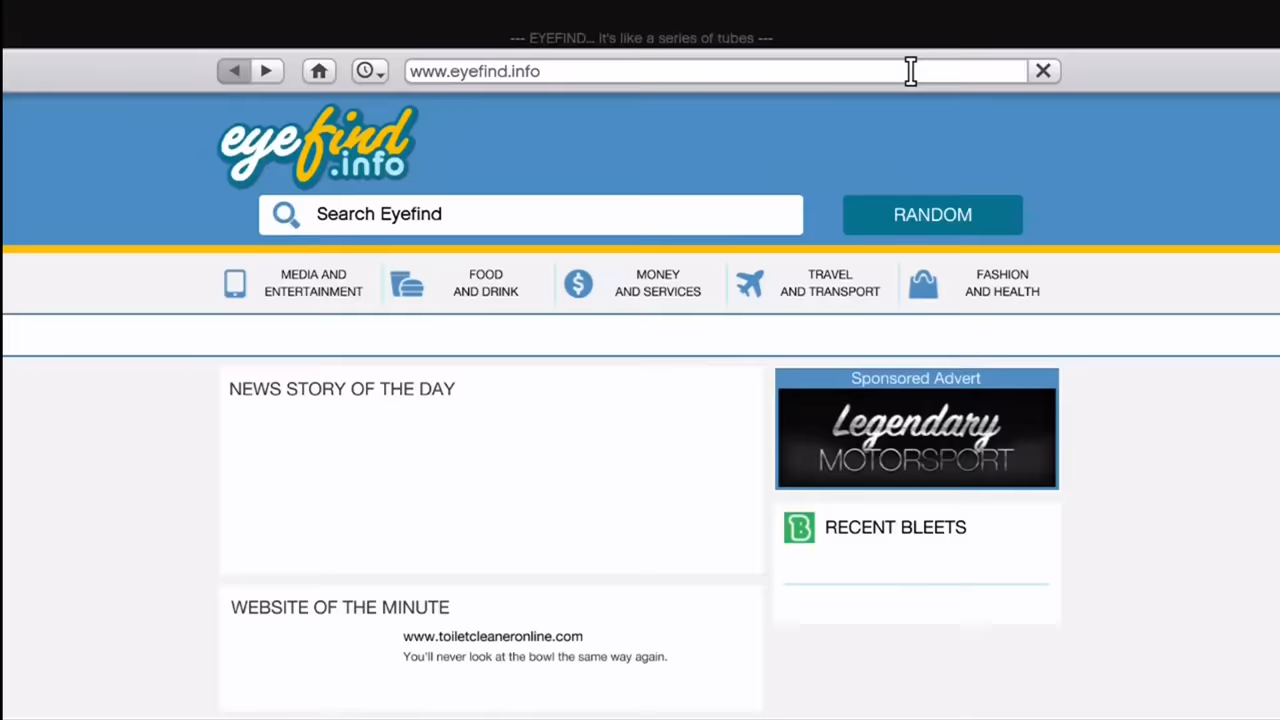 --- EYEFIND... It's like a series of tubes ---
www.eyefind.info
eyefind
.info
Search Eyefind
RANDOM
MEDIA AND
ENTERTAINMENT
FOOD
AND DRINK
MONEY
AND SERVICES
TRAVEL
AND TRANSPORT
FASHION
AND HEALTH
NEWS STORY OF THE DAY
Sponsored Advert
Legendary
MOTORSPORT
B
RECENT BLEETS
WEBSITE OF THE MINUTE
www.toiletcleaneronline.com
You'll never look at the bowl the same way again.